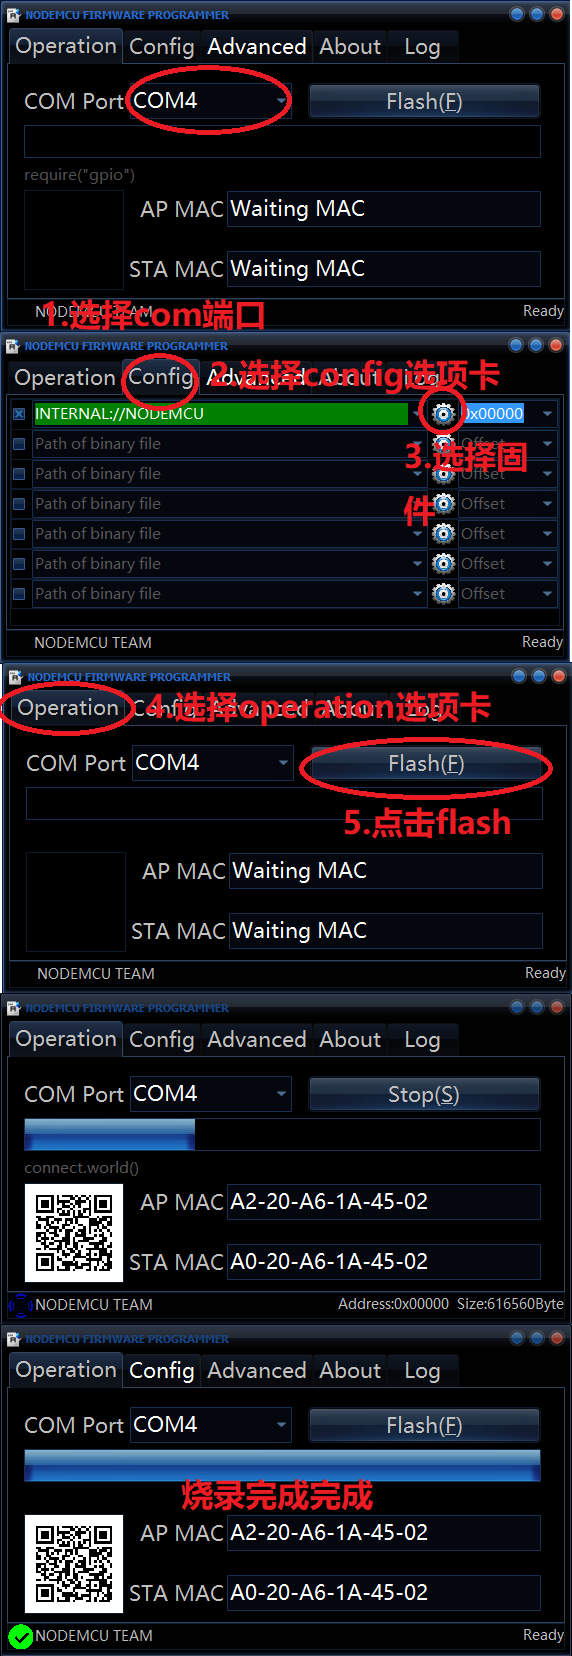 NODEMCU FIRMWARE PROGRAMMER
Operation Config Advanced About Log
COM Port COM4 Flash(F)
require("gpio")
AP MAC Waiting MAC
STA MAC Waiting MAC
1.选择com端口
NODEMCU TEAM Ready
NODEMCU FIRMWARE PROGRAMMER
Operation Config Advanced About Log
2.选择config选项卡
INTERNAL://NODEMCU 0x00000
Path of binary file Offset
3.选择固件
Path of binary file Offset
Path of binary file Offset
Path of binary file Offset
Path of binary file Offset
Path of binary file Offset
NODEMCU TEAM Ready
NODEMCU FIRMWARE PROGRAMMER
Operation Config Advanced About Log
4.选择operation选项卡
COM Port COM4 Flash(F)
5.点击flash
AP MAC Waiting MAC
STA MAC Waiting MAC
NODEMCU TEAM Ready
NODEMCU FIRMWARE PROGRAMMER
Operation Config Advanced About Log
COM Port COM4 Stop(S)
connect.world()
AP MAC A2-20-A6-1A-45-02
STA MAC A0-20-A6-1A-45-02
NODEMCU TEAM Address:0x00000 Size:616560Byte
NODEMCU FIRMWARE PROGRAMMER
Operation Config Advanced About Log
COM Port COM4 Flash(F)
烧录完成完成
AP MAC A2-20-A6-1A-45-02
STA MAC A0-20-A6-1A-45-02
NODEMCU TEAM Ready